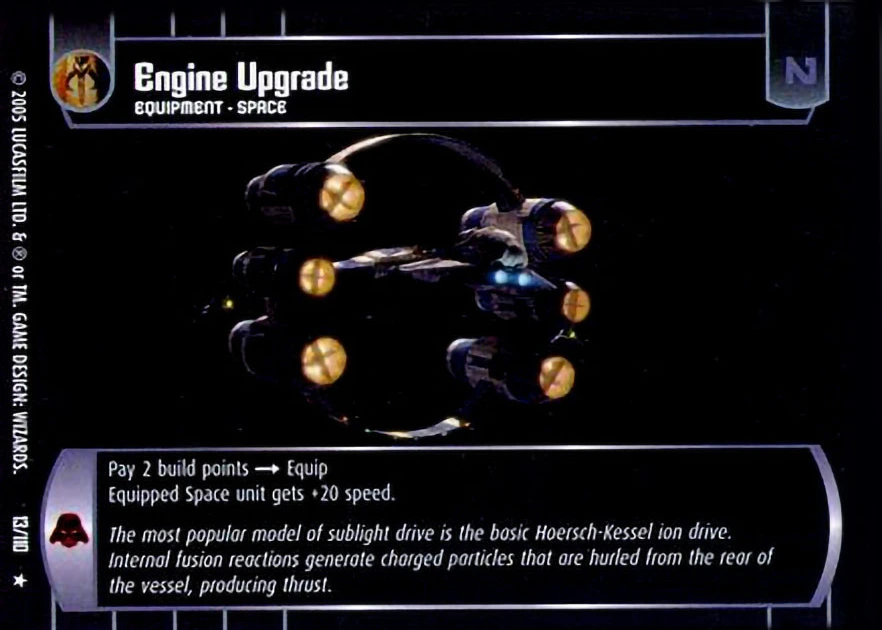 Engine Upgrade
EQUIPMENT - SPACE
N
Pay 2 build points → Equip
Equipped Space unit gets +20 speed.
The most popular model of sublight drive is the basic Hoersch-Kessel ion drive.
Internal fusion reactions generate charged particles that are hurled from the rear of
the vessel, producing thrust.
© 2005 LUCASFILM LTD. & ® or TM. GAME DESIGN: WIZARDS. 13/110 ★